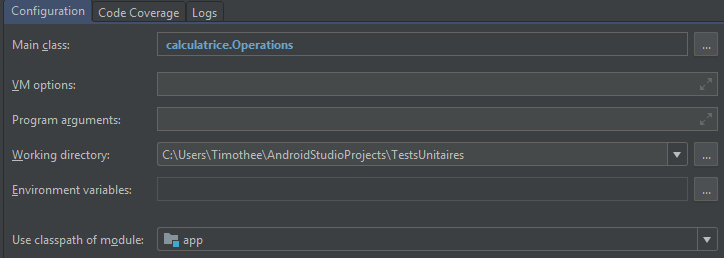 Configuration Code Coverage Logs
Main class: calculatrice.Operations ...
VM options:
Program arguments:
Working directory: C:\Users\Timothee\AndroidStudioProjects\TestsUnitaires ...
Environment variables: ...
Use classpath of module: app